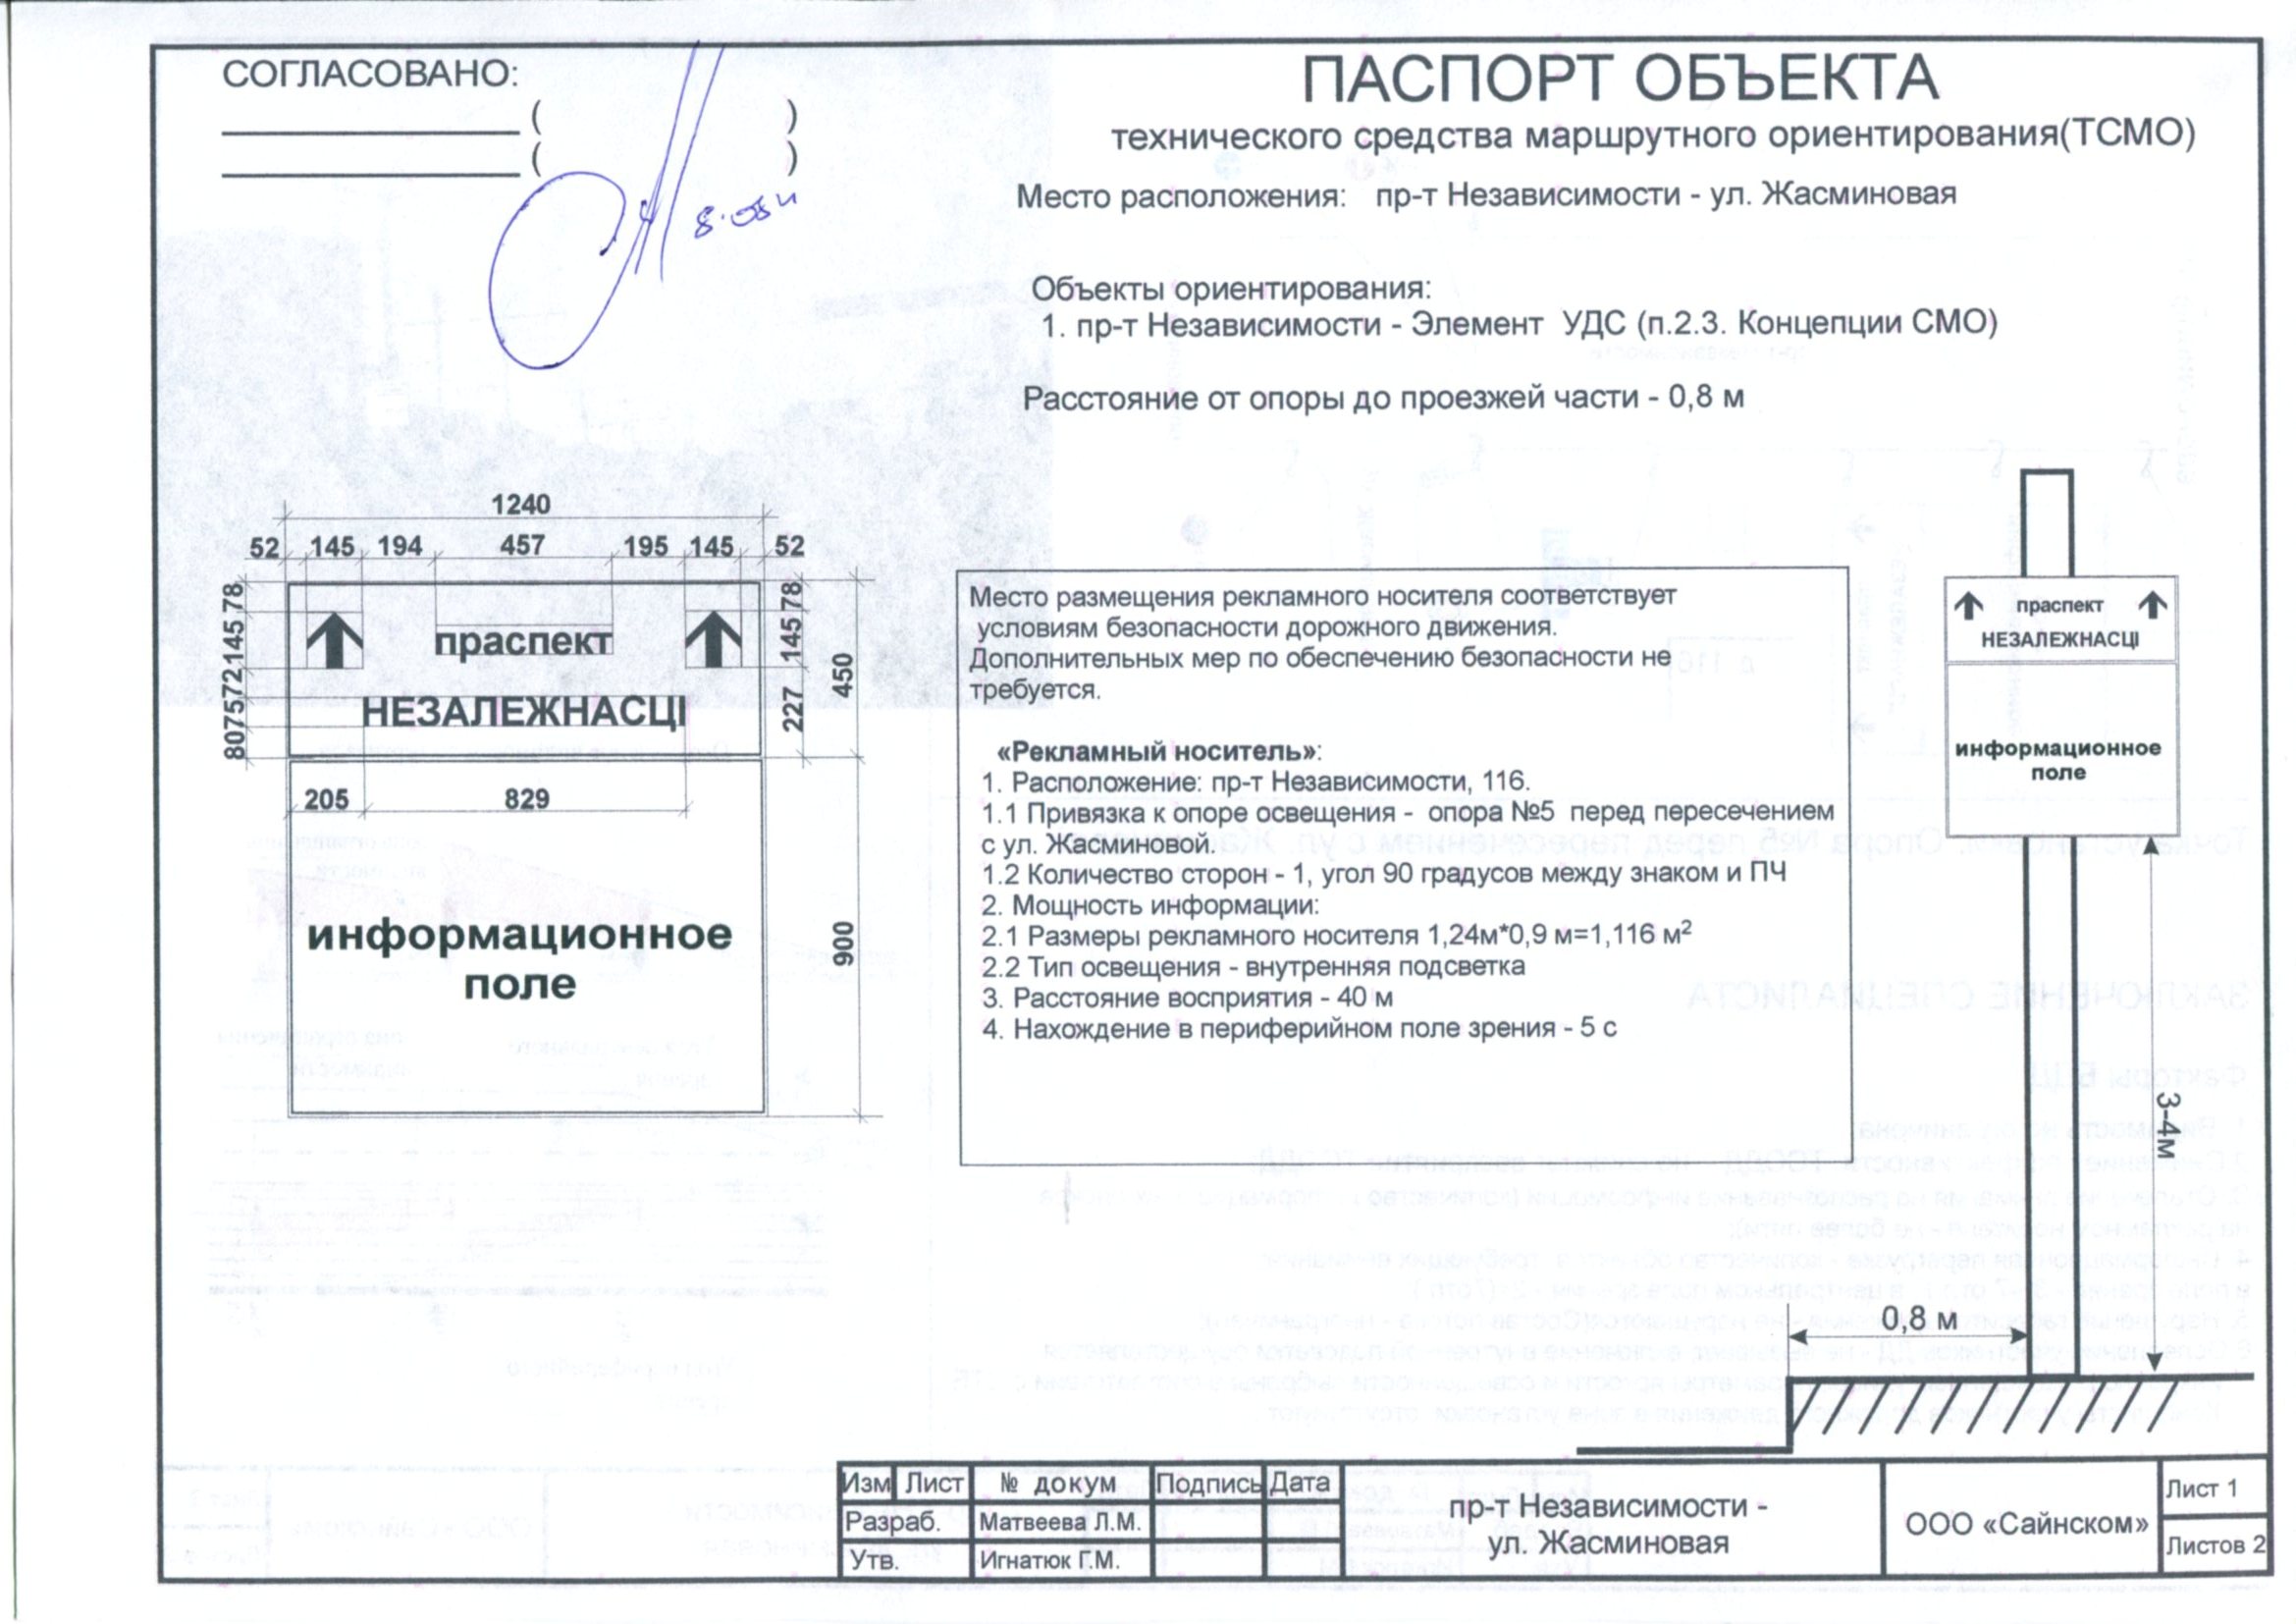 СОГЛАСОВАНО:
( )
( )
ПАСПОРТ ОБЪЕКТА
технического средства маршрутного ориентирования(ТСМО)
Место расположения: пр-т Независимости - ул. Жасминовая
Объекты ориентирования:
1. пр-т Независимости - Элемент УДС (п.2.3. Концепции СМО)
Расстояние от опоры до проезжей части - 0,8 м
1240
52 145 194 457 195 145 52
78
145
72
75
80
78
145
227
450
праспект
НЕЗАЛЕЖНАСЦІ
205 829
900
информационное
поле
Место размещения рекламного носителя соответствует
условиям безопасности дорожного движения.
Дополнительных мер по обеспечению безопасности не
требуется.
«Рекламный носитель»:
1. Расположение: пр-т Независимости, 116.
1.1 Привязка к опоре освещения - опора №5 перед пересечением
с ул. Жасминовой.
1.2 Количество сторон - 1, угол 90 градусов между знаком и ПЧ
2. Мощность информации:
2.1 Размеры рекламного носителя 1,24м*0,9 м=1,116 м²
2.2 Тип освещения - внутренняя подсветка
3. Расстояние восприятия - 40 м
4. Нахождение в периферийном поле зрения - 5 с
праспект
НЕЗАЛЕЖНАСЦІ
информационное
поле
3-4м
0,8 м
Изм Лист № докум Подпись Дата
Разраб. Матвеева Л.М.
Утв. Игнатюк Г.М.
пр-т Независимости -
ул. Жасминовая
ООО «Сайнском»
Лист 1
Листов 2